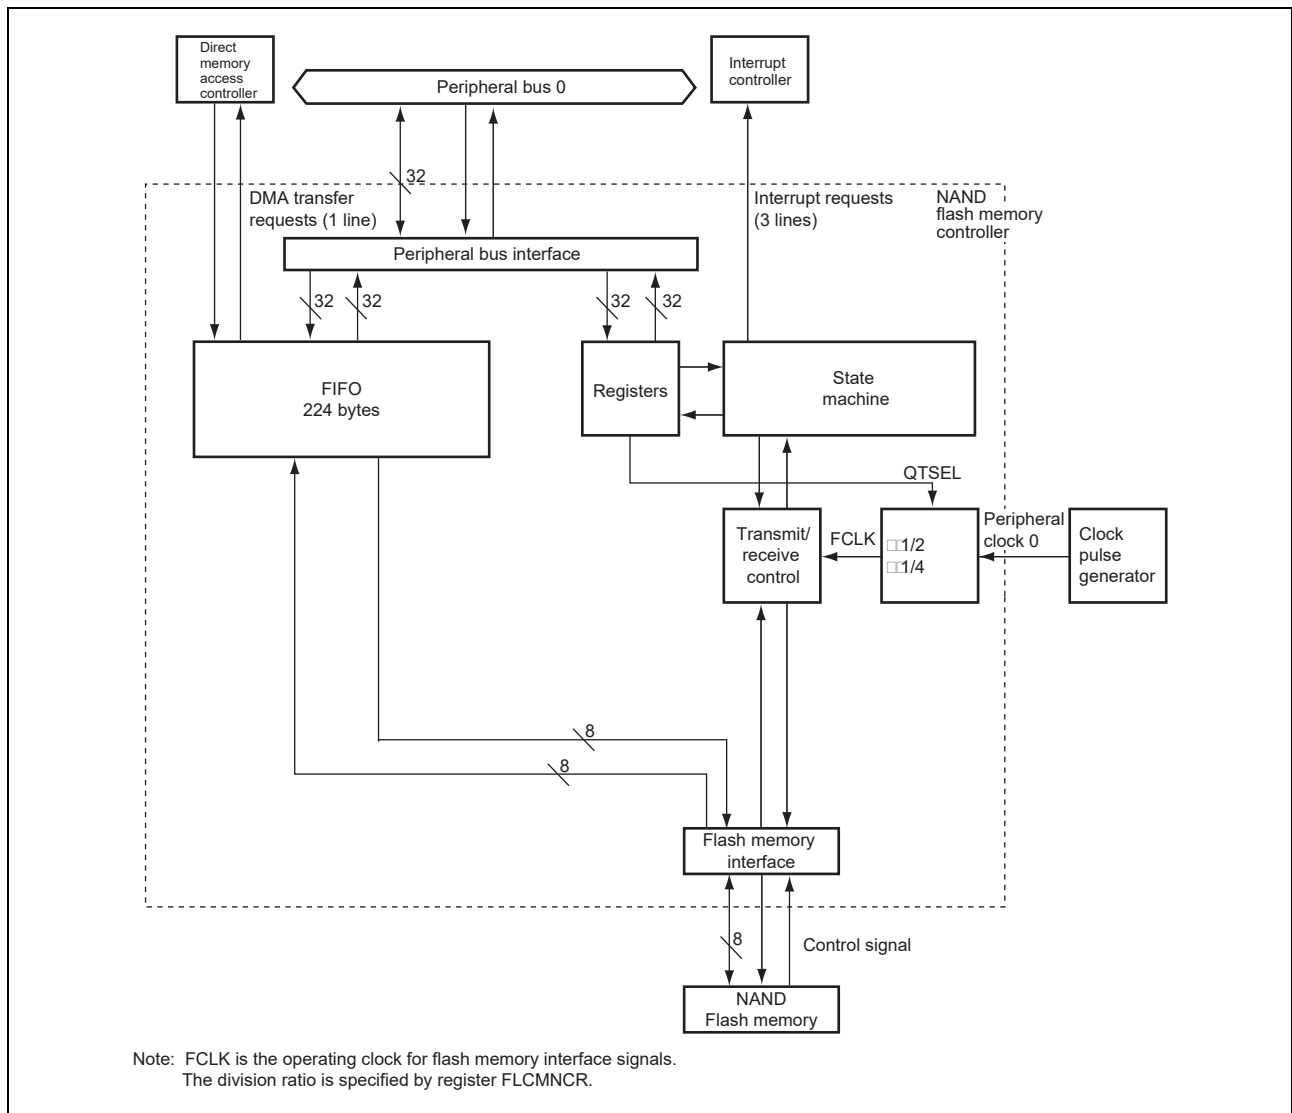 Direct
memory
access
controller
Peripheral bus 0
Interrupt
controller
32
DMA transfer
requests (1 line)
Interrupt requests
(3 lines)
NAND
flash memory
controller
Peripheral bus interface
32
32
32
32
FIFO
224 bytes
Registers
State
machine
QTSEL
Transmit/
receive
control
FCLK
□□1/2
□□1/4
Peripheral
clock 0
Clock
pulse
generator
8
8
Flash memory
interface
8
Control signal
NAND
Flash memory
Note: FCLK is the operating clock for flash memory interface signals.
The division ratio is specified by register FLCMNCR.